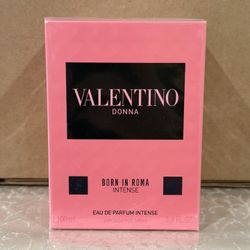 VALENTINO
DONNA
BORN IN ROMA
INTENSE
EAU DE PARFUM INTENSE